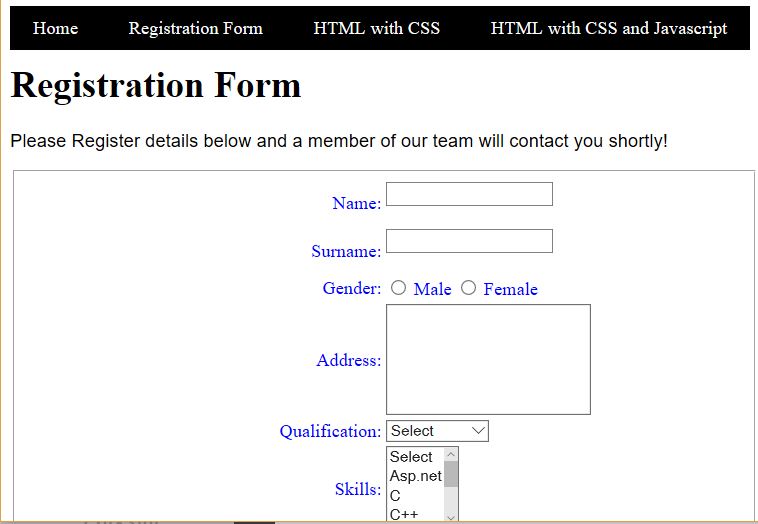 Home Registration Form HTML with CSS HTML with CSS and Javascript
Registration Form
Please Register details below and a member of our team will contact you shortly!
Name:
Surname:
Gender: Male Female
Address:
Qualification: Select
Select
Asp.net
Skills: C
C++